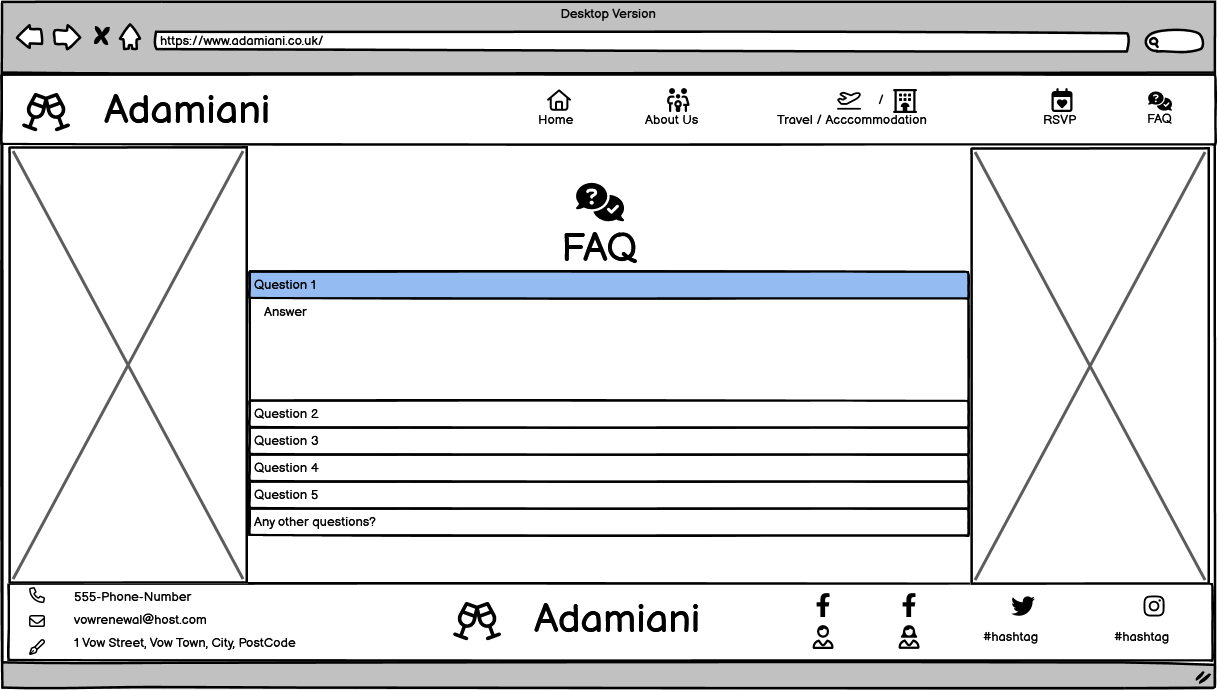 Desktop Version
https://www.adamiani.co.uk/
Adamiani
Home
About Us
/
Travel / Acccommodation
RSVP
FAQ
FAQ
Question 1
Answer
Question 2
Question 3
Question 4
Question 5
Any other questions?
555-Phone-Number
vowrenewal@host.com
1 Vow Street, Vow Town, City, PostCode
Adamiani
#hashtag
#hashtag